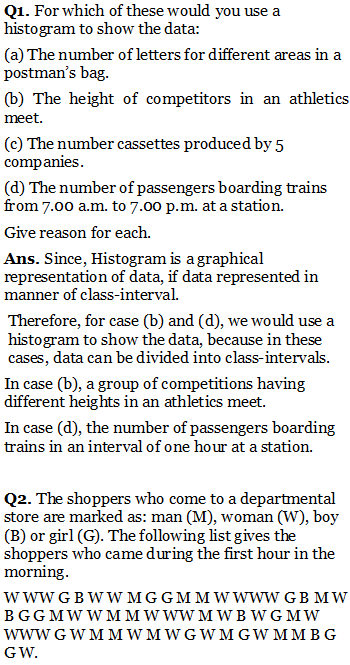 Q1. For which of these would you use a
histogram to show the data:
(a) The number of letters for different areas in a
postman's bag.
(b) The height of competitors in an athletics
meet.
(c) The number cassettes produced by 5
companies.
(d) The number of passengers boarding trains
from 7.00 a.m. to 7.00 p.m. at a station.
Give reason for each.
Ans. Since, Histogram is a graphical
representation of data, if data represented in
manner of class-interval.
Therefore, for case (b) and (d), we would use a
histogram to show the data, because in these
cases, data can be divided into class-intervals.
In case (b), a group of competitions having
different heights in an athletics meet.
In case (d), the number of passengers boarding
trains in an interval of one hour at a station.
Q2. The shoppers who come to a departmental
store are marked as: man (M), woman (W), boy
(B) or girl (G). The following list gives the
shoppers who came during the first hour in the
morning.
W WW G B W W M G G M M W WWW G B M W
B G G M W W M M W WW M W B W G M W
WWW G W M M W M W G W M G W M M B G
G W.